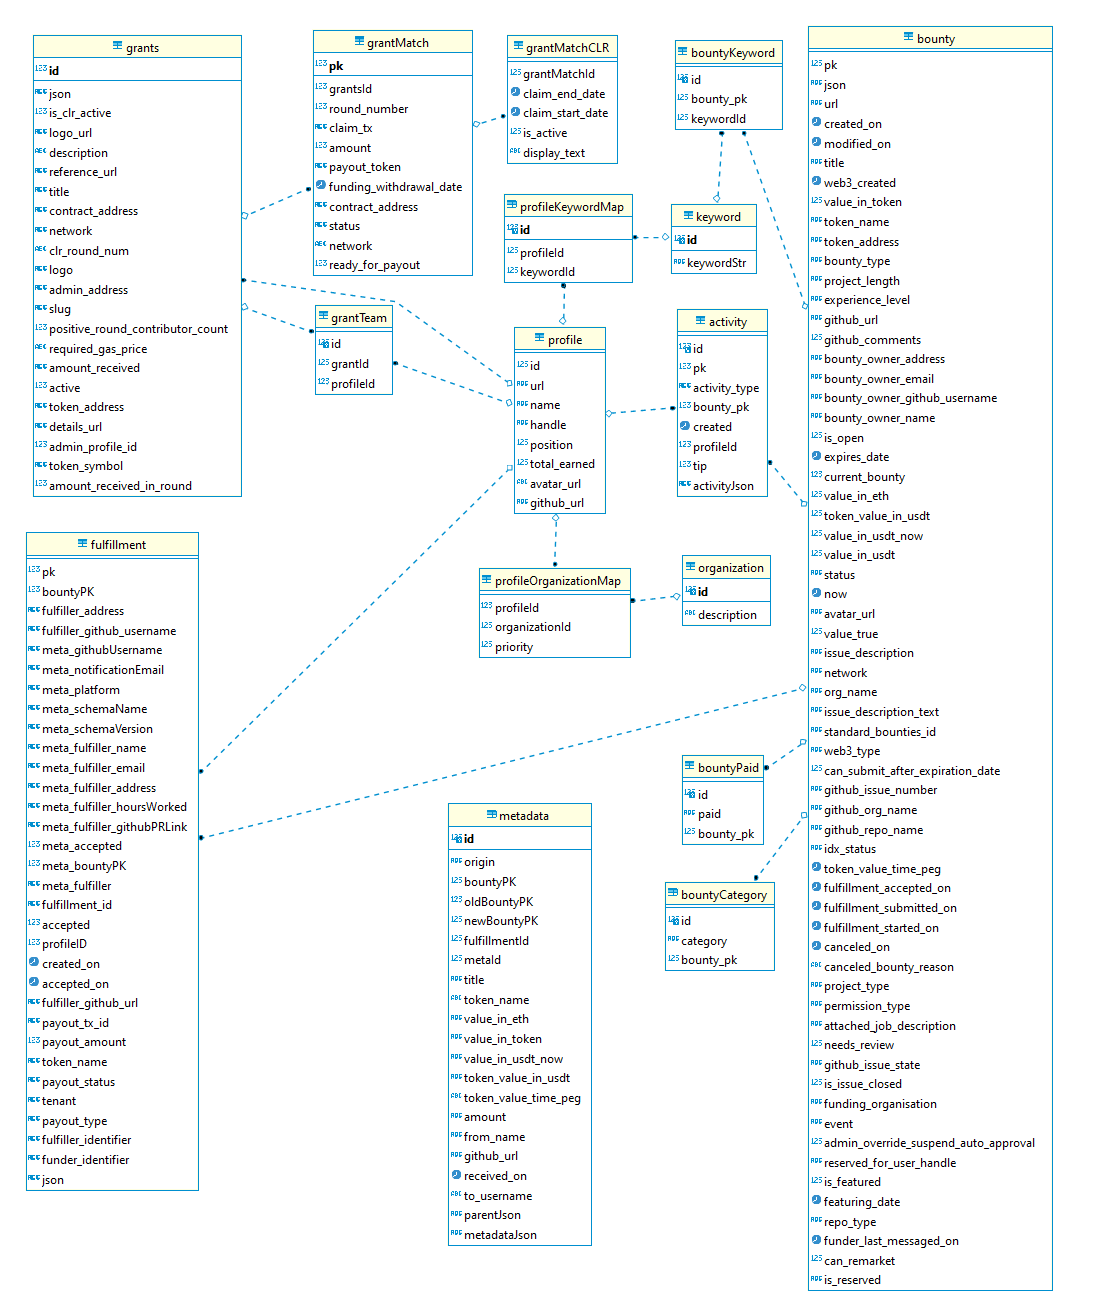 grants
id
json
is_clr_active
logo_url
description
reference_url
title
contract_address
network
clr_round_num
logo
admin_address
slug
positive_round_contributor_count
required_gas_price
amount_received
active
token_address
details_url
admin_profile_id
token_symbol
amount_received_in_round
grantMatch
pk
grantsId
round_number
claim_tx
amount
payout_token
funding_withdrawal_date
contract_address
status
network
ready_for_payout
grantMatchCLR
grantMatchId
claim_end_date
claim_start_date
is_active
display_text
bountyKeyword
id
bounty_pk
keywordId
profileKeywordMap
id
profileId
keywordId
keyword
id
keywordStr
grantTeam
id
grantId
profileId
profile
id
url
name
handle
position
total_earned
avatar_url
github_url
activity
id
pk
activity_type
bounty_pk
created
profileId
tip
activityJson
profileOrganizationMap
profileId
organizationId
priority
organization
id
description
fulfillment
pk
bountyPK
fulfiller_address
fulfiller_github_username
meta_githubUsername
meta_notificationEmail
meta_platform
meta_schemaName
meta_schemaVersion
meta_fulfiller_name
meta_fulfiller_email
meta_fulfiller_address
meta_fulfiller_hoursWorked
meta_fulfiller_githubPRLink
meta_accepted
meta_bountyPK
meta_fulfiller
fulfillment_id
accepted
profileID
created_on
accepted_on
fulfiller_github_url
payout_tx_id
payout_amount
token_name
payout_status
tenant
payout_type
fulfiller_identifier
funder_identifier
json
metadata
id
origin
bountyPK
oldBountyPK
newBountyPK
fulfillmentId
metaId
title
token_name
value_in_eth
value_in_token
value_in_usdt_now
token_value_in_usdt
token_value_time_peg
amount
from_name
github_url
received_on
to_username
parentJson
metadataJson
bountyPaid
id
paid
bounty_pk
bountyCategory
id
category
bounty_pk
bounty
pk
json
url
created_on
modified_on
title
web3_created
value_in_token
token_name
token_address
bounty_type
project_length
experience_level
github_url
github_comments
bounty_owner_address
bounty_owner_email
bounty_owner_github_username
bounty_owner_name
is_open
expires_date
current_bounty
value_in_eth
token_value_in_usdt
value_in_usdt_now
value_in_usdt
status
now
avatar_url
value_true
issue_description
network
org_name
issue_description_text
standard_bounties_id
web3_type
can_submit_after_expiration_date
github_issue_number
github_org_name
github_repo_name
idx_status
token_value_time_peg
fulfillment_accepted_on
fulfillment_submitted_on
fulfillment_started_on
canceled_on
canceled_bounty_reason
project_type
permission_type
attached_job_description
needs_review
github_issue_state
is_issue_closed
funding_organisation
event
admin_override_suspend_auto_approval
reserved_for_user_handle
is_featured
featuring_date
repo_type
funder_last_messaged_on
can_remarket
is_reserved